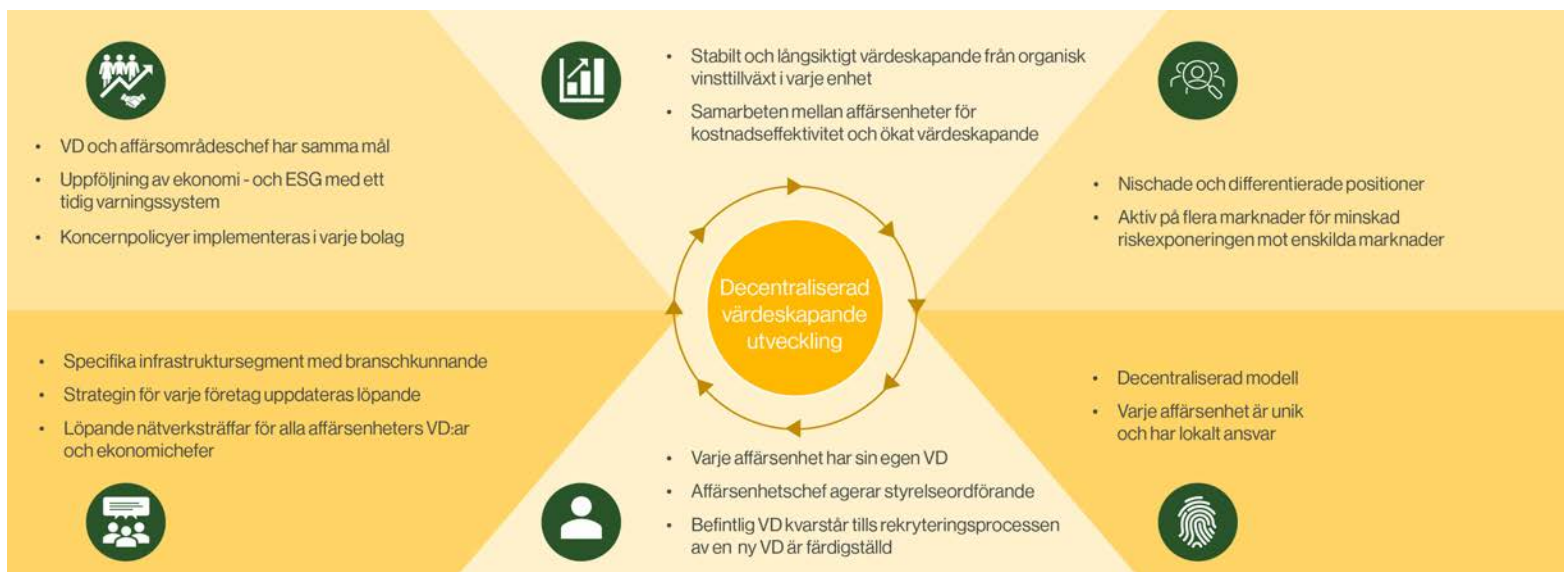 • VD och affärsområdeschef har samma mål
• Uppföljning av ekonomi - och ESG med ett
tidig varningssystem
• Koncernpolicyer implementeras i varje bolag
• Stabilt och långsiktigt värdeskapande från organisk
vinsttillväxt i varje enhet
• Samarbeten mellan affärsenheter för
kostnadseffektivitet och ökat värdeskapande
• Nischade och differentierade positioner
• Aktiv på flera marknader för minskad
riskexponeringen mot enskilda marknader
Decentraliserad
värdeskapande
utveckling
• Specifika infrastruktursegment med branschkunnande
• Strategin för varje företag uppdateras löpande
• Löpande nätverksträffar för alla affärsenheters VD:ar
och ekonomichefer
• Varje affärsenhet har sin egen VD
• Affärsenhetschef agerar styrelseordförande
• Befintlig VD kvarstår tills rekryteringsprocessen
av en ny VD är färdigställd
• Decentraliserad modell
• Varje affärsenhet är unik
och har lokalt ansvar